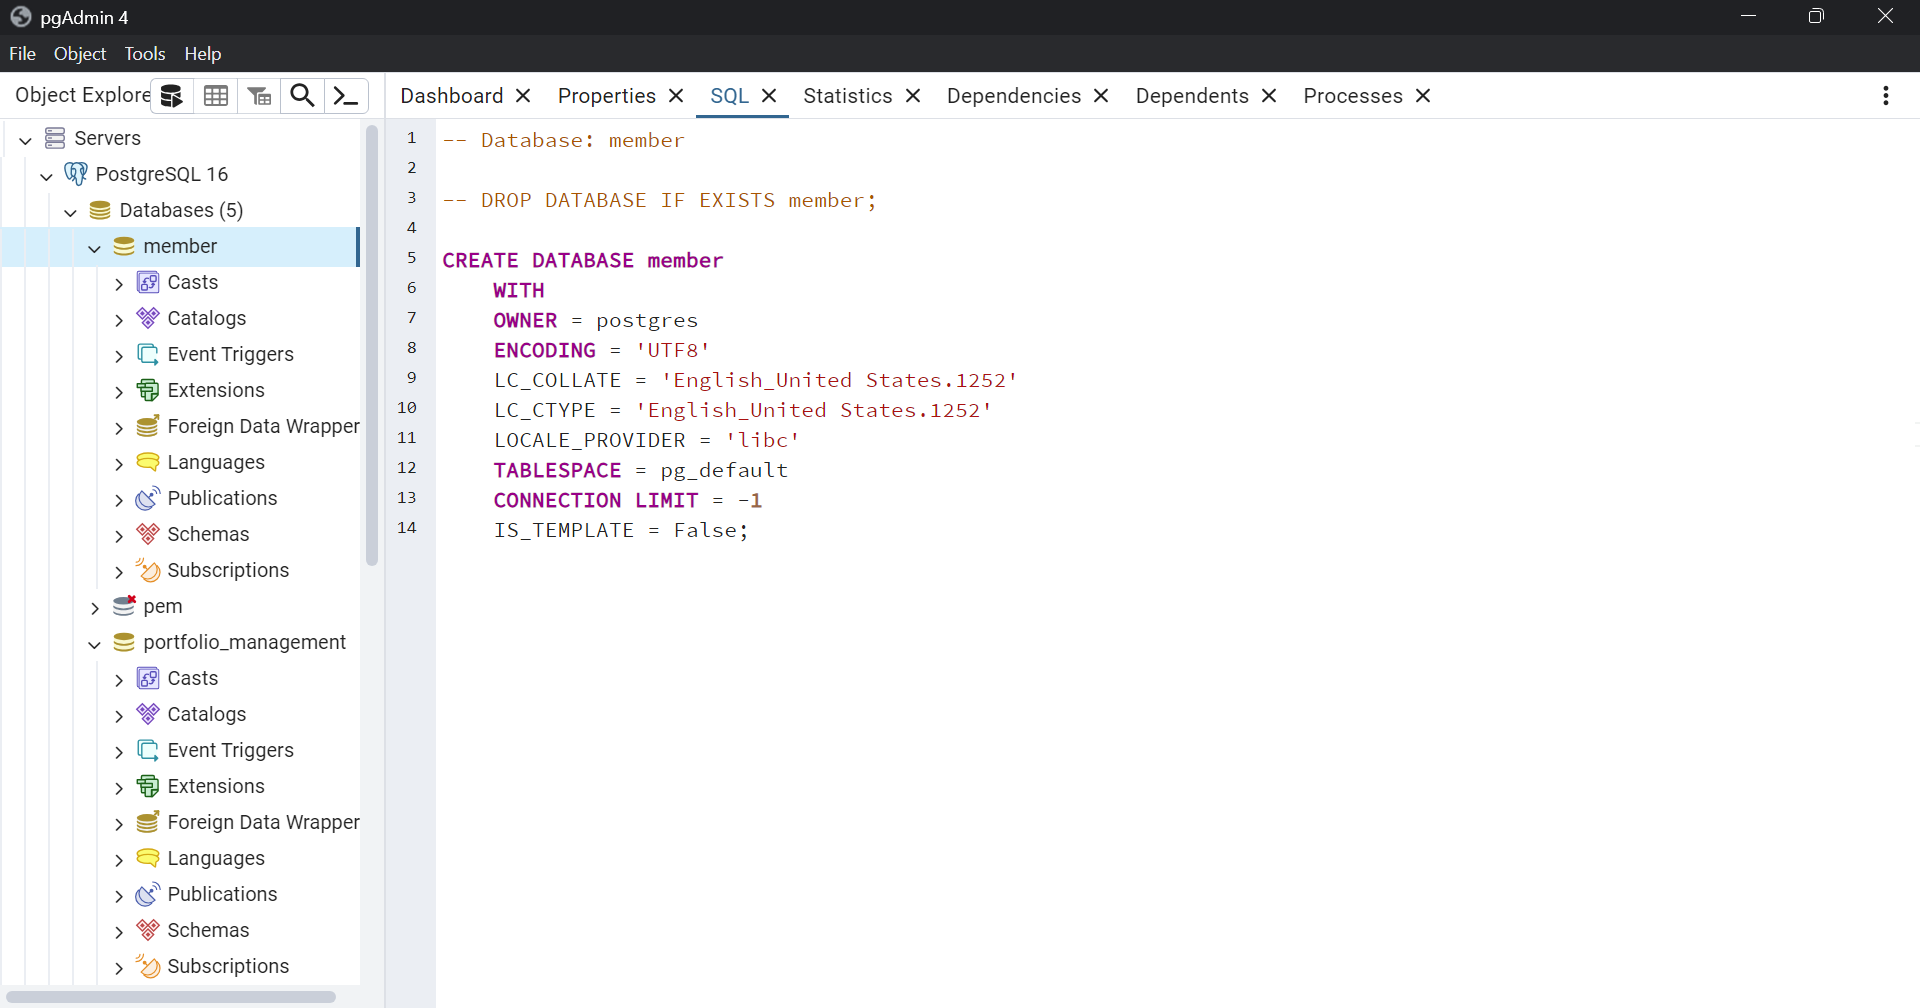 pgAdmin 4
File Object Tools Help
Object Explore
Dashboard Properties SQL Statistics Dependencies Dependents Processes
Servers
PostgreSQL 16
Databases (5)
member
Casts
Catalogs
Event Triggers
Extensions
Foreign Data Wrapper
Languages
Publications
Schemas
Subscriptions
pem
portfolio_management
Casts
Catalogs
Event Triggers
Extensions
Foreign Data Wrapper
Languages
Publications
Schemas
Subscriptions
1 -- Database: member
2
3 -- DROP DATABASE IF EXISTS member;
4
5 CREATE DATABASE member
6 WITH
7 OWNER = postgres
8 ENCODING = 'UTF8'
9 LC_COLLATE = 'English_United States.1252'
10 LC_CTYPE = 'English_United States.1252'
11 LOCALE_PROVIDER = 'libc'
12 TABLESPACE = pg_default
13 CONNECTION LIMIT = -1
14 IS_TEMPLATE = False;